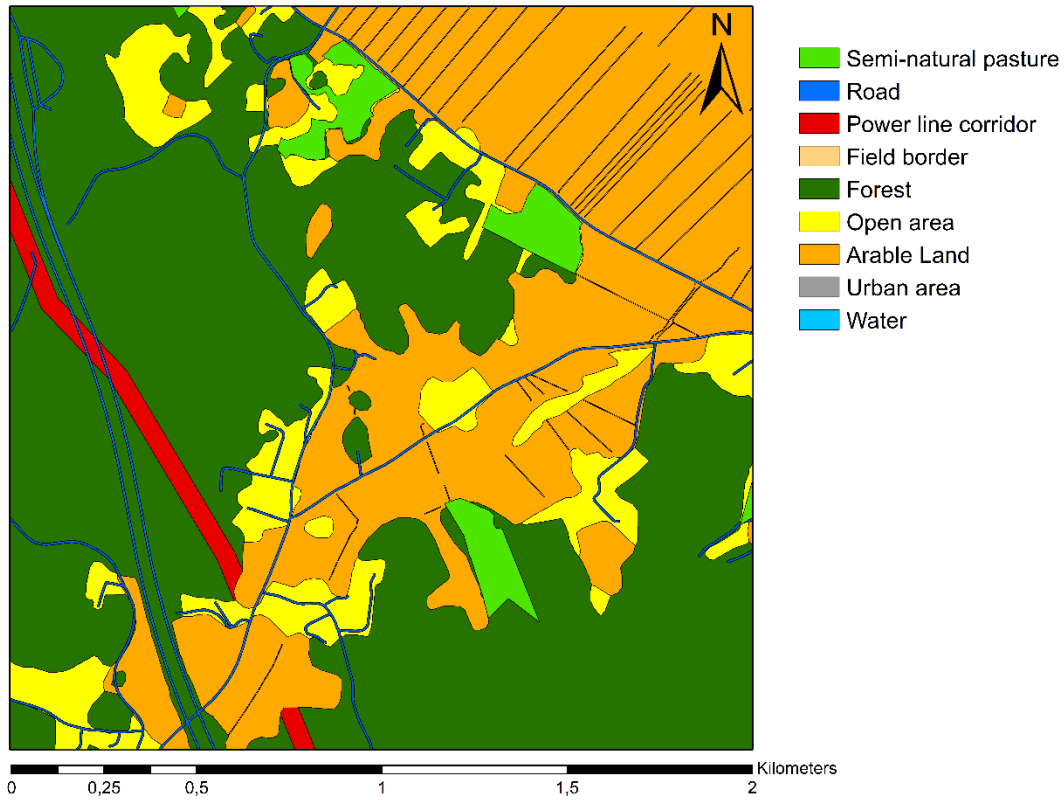 N
Semi-natural pasture
Road
Power line corridor
Field border
Forest
Open area
Arable Land
Urban area
Water
Kilometers
0 0,25 0,5 1 1,5 2